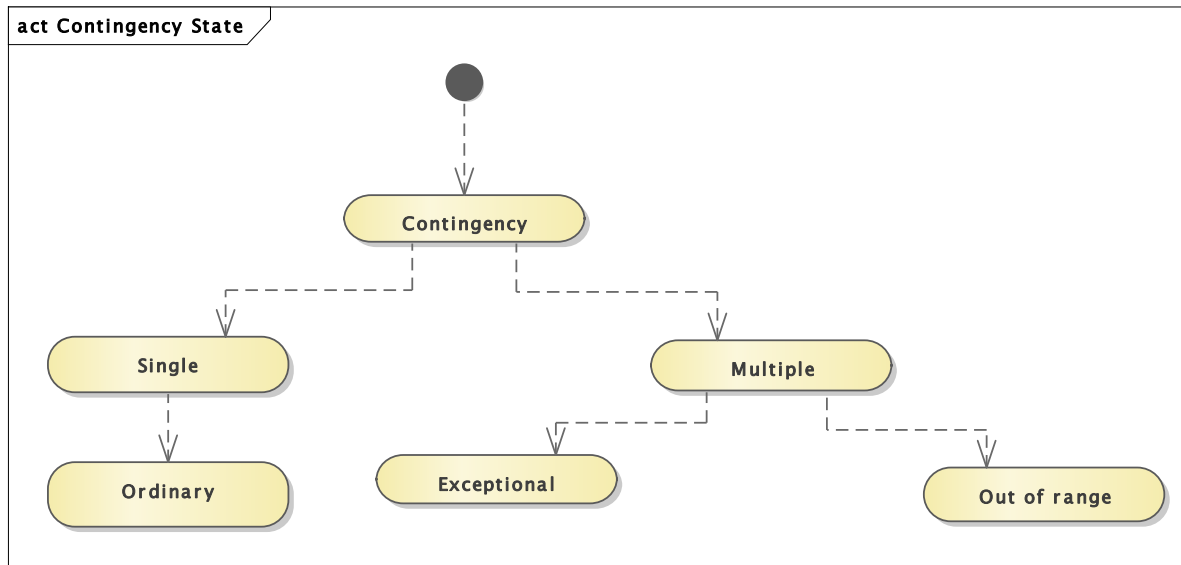 act Contingency State
Contingency
Single
Multiple
Ordinary
Exceptional
Out of range